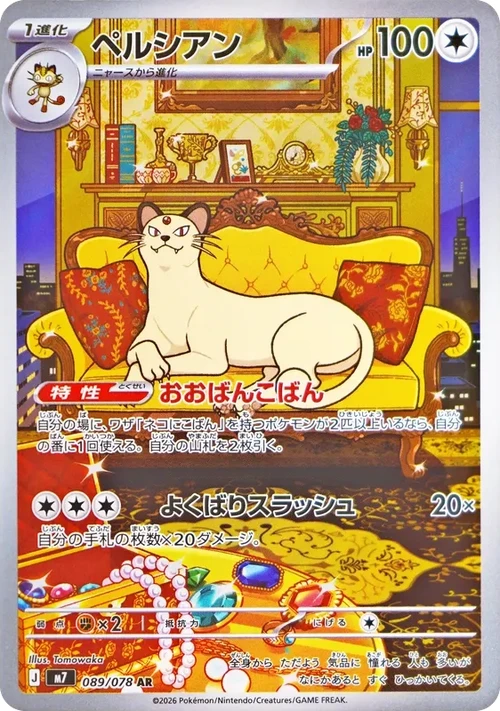 1進化
ペルシアン
HP 100
ニャースから進化
特性 とくせい おおばんこばん
自分の場に、ワザ「ネコにこばん」を持つポケモンが2匹以上いるなら、自分
の番に1回使える。自分の山札を2枚引く。
よくばりスラッシュ 20×
自分の手札の枚数×20ダメージ。
弱点 ×2 抵抗力 にげる
Illus. Tomowaka
全身から ただよう 気品に 憧れる 人も 多いが
なにかあると すぐ ひっかいてくる。
J m7 089/078 AR
©2026 Pokémon/Nintendo/Creatures/GAME FREAK.